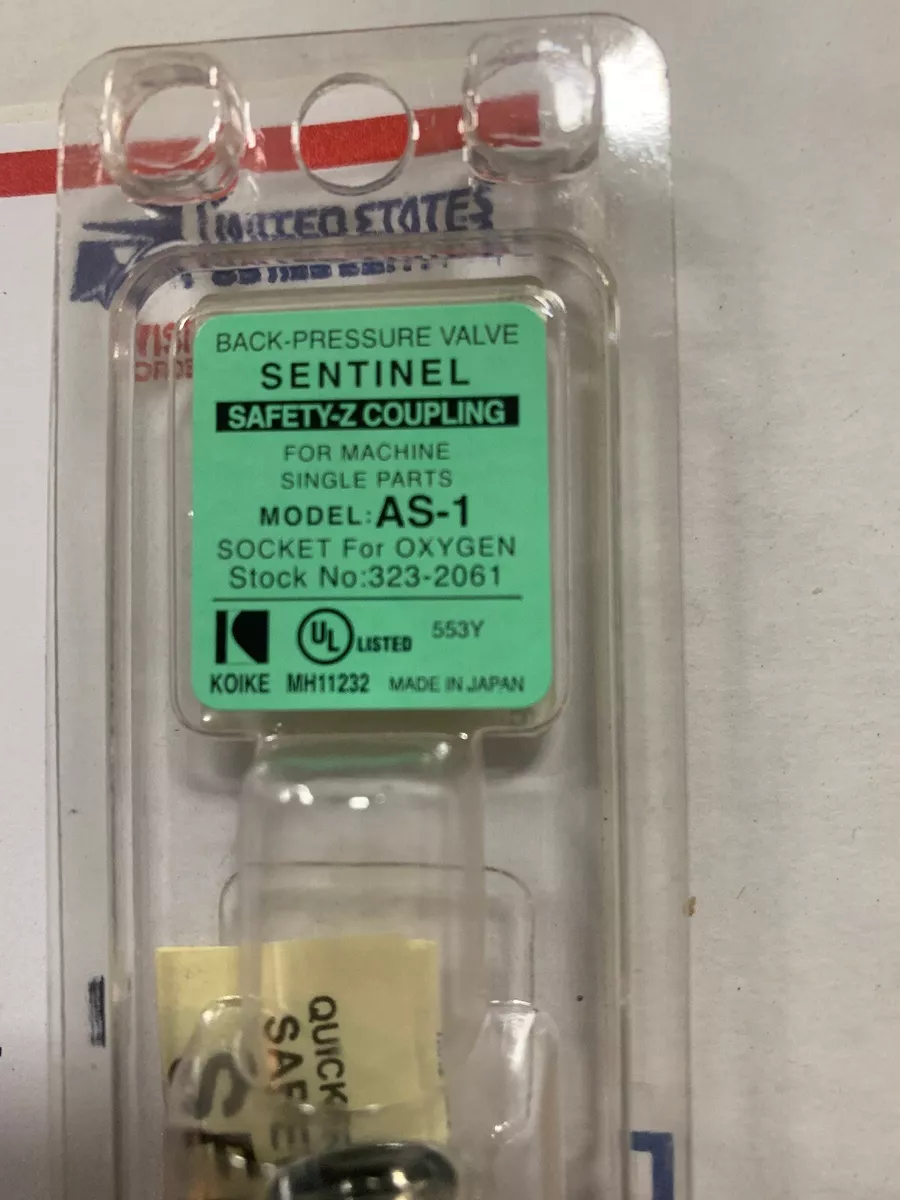 UNITED STATES
BACK-PRESSURE VALVE
SENTINEL
SAFETY-Z COUPLING
FOR MACHINE
SINGLE PARTS
MODEL: AS-1
SOCKET For OXYGEN
Stock No:323-2061
UL LISTED 553Y
KOIKE MH11232 MADE IN JAPAN
QUICK